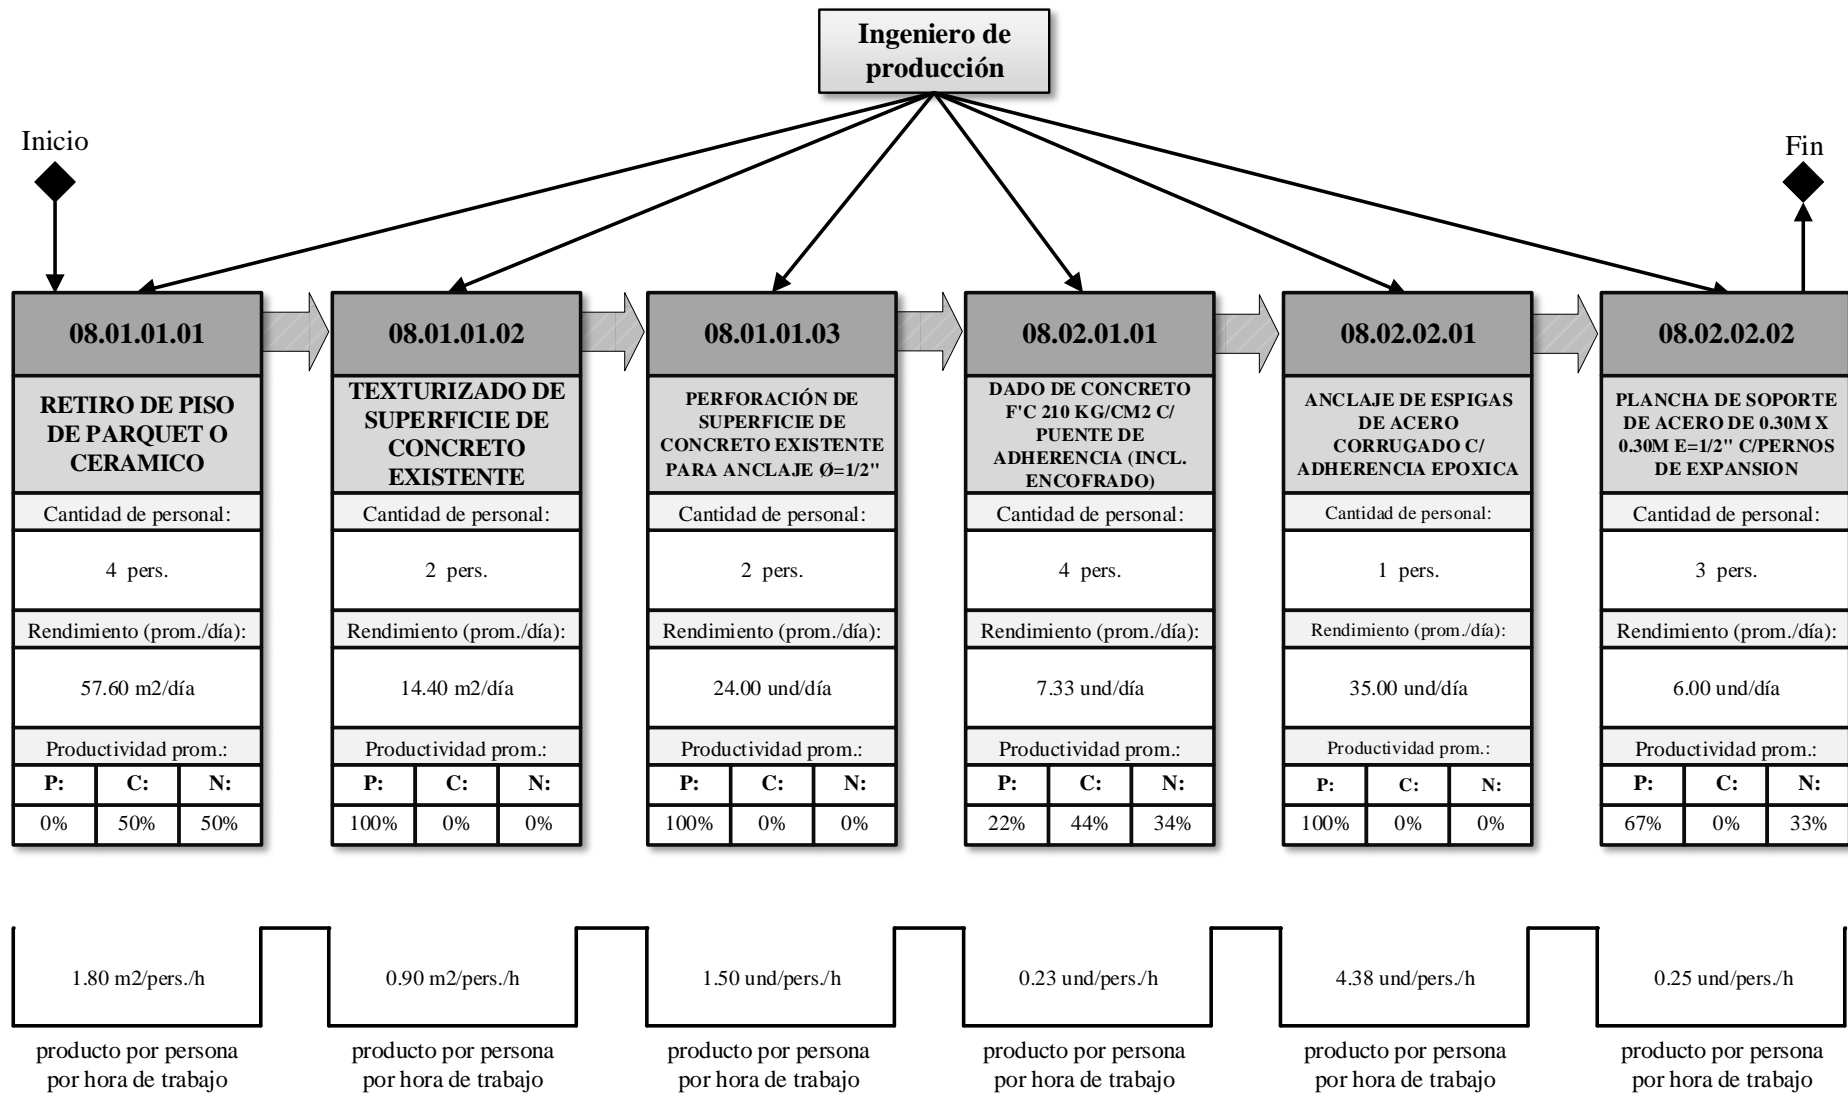 Ingeniero de
producción
Inicio
Fin
08.01.01.01
RETIRO DE PISO
DE PARQUET O
CERAMICO
Cantidad de personal:
4 pers.
Rendimiento (prom./día):
57.60 m2/día
Productividad prom.:
P: C: N:
0% 50% 50%
08.01.01.02
TEXTURIZADO DE
SUPERFICIE DE
CONCRETO
EXISTENTE
Cantidad de personal:
2 pers.
Rendimiento (prom./día):
14.40 m2/día
Productividad prom.:
P: C: N:
100% 0% 0%
08.01.01.03
PERFORACIÓN DE
SUPERFICIE DE
CONCRETO EXISTENTE
PARA ANCLAJE Ø=1/2"
Cantidad de personal:
2 pers.
Rendimiento (prom./día):
24.00 und/día
Productividad prom.:
P: C: N:
100% 0% 0%
08.02.01.01
DADO DE CONCRETO
F'C 210 KG/CM2 C/
PUENTE DE
ADHERENCIA (INCL.
ENCOFRADO)
Cantidad de personal:
4 pers.
Rendimiento (prom./día):
7.33 und/día
Productividad prom.:
P: C: N:
22% 44% 34%
08.02.02.01
ANCLAJE DE ESPIGAS
DE ACERO
CORRUGADO C/
ADHERENCIA EPOXICA
Cantidad de personal:
1 pers.
Rendimiento (prom./día):
35.00 und/día
Productividad prom.:
P: C: N:
100% 0% 0%
08.02.02.02
PLANCHA DE SOPORTE
DE ACERO DE 0.30M X
0.30M E=1/2" C/PERNOS
DE EXPANSION
Cantidad de personal:
3 pers.
Rendimiento (prom./día):
6.00 und/día
Productividad prom.:
P: C: N:
67% 0% 33%
1.80 m2/pers./h
producto por persona
por hora de trabajo
0.90 m2/pers./h
producto por persona
por hora de trabajo
1.50 und/pers./h
producto por persona
por hora de trabajo
0.23 und/pers./h
producto por persona
por hora de trabajo
4.38 und/pers./h
producto por persona
por hora de trabajo
0.25 und/pers./h
producto por persona
por hora de trabajo